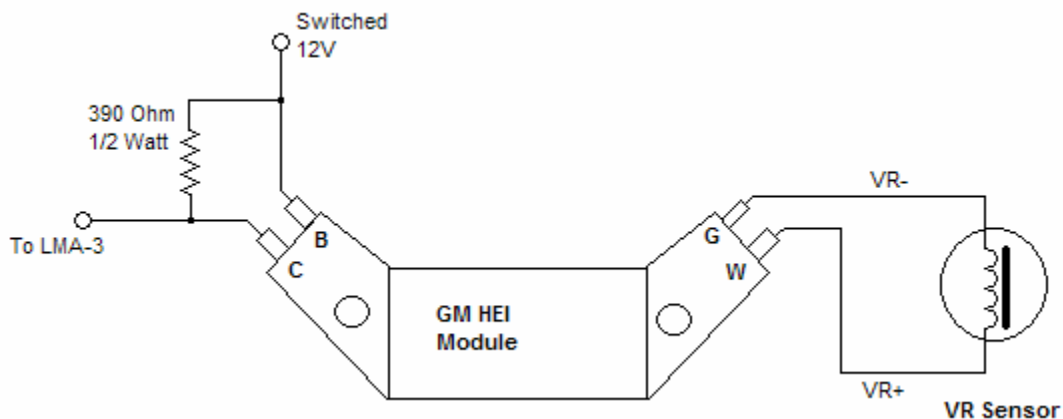 Switched
12V
390 Ohm
1/2 Watt
To LMA-3
B
C
GM HEI
Module
G
W
VR-
VR+
VR Sensor